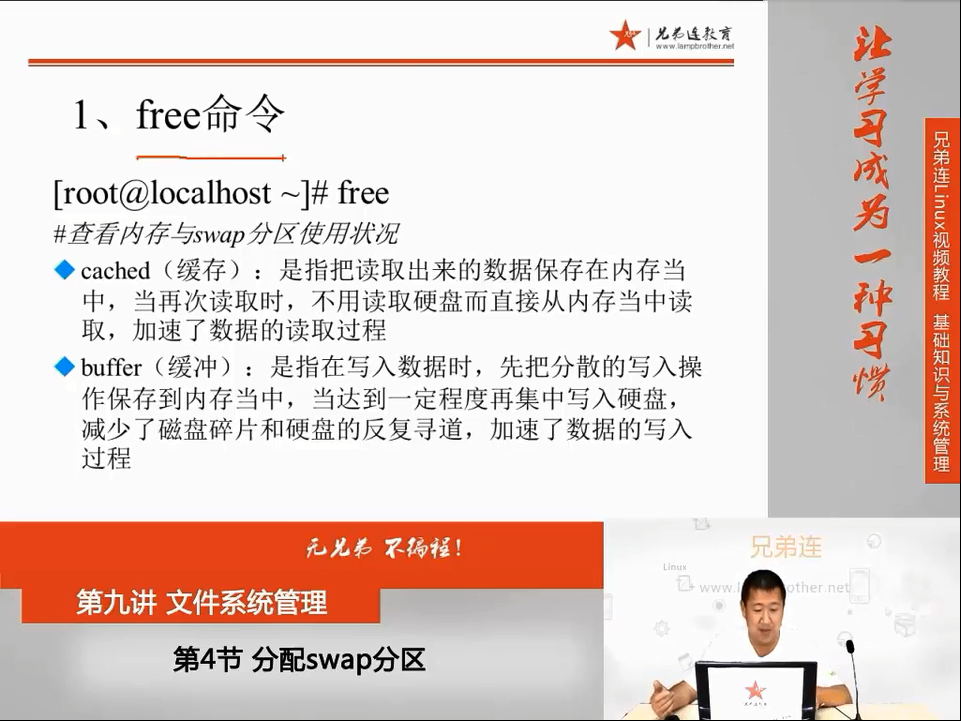 兄弟连教育
www.lampbrother.net
1、free命令
[root@localhost ~]# free
#查看内存与swap分区使用状况
cached（缓存）：是指把读取出来的数据保存在内存当
中，当再次读取时，不用读取硬盘而直接从内存当中读
取，加速了数据的读取过程
buffer（缓冲）：是指在写入数据时，先把分散的写入操
作保存到内存当中，当达到一定程度再集中写入硬盘，
减少了磁盘碎片和硬盘的反复寻道，加速了数据的写入
过程
让学习成为一种习惯
兄弟连Linux视频教程 基础知识与系统管理
无兄弟 不编程！
第九讲 文件系统管理
第4节 分配swap分区
兄弟连
Linux